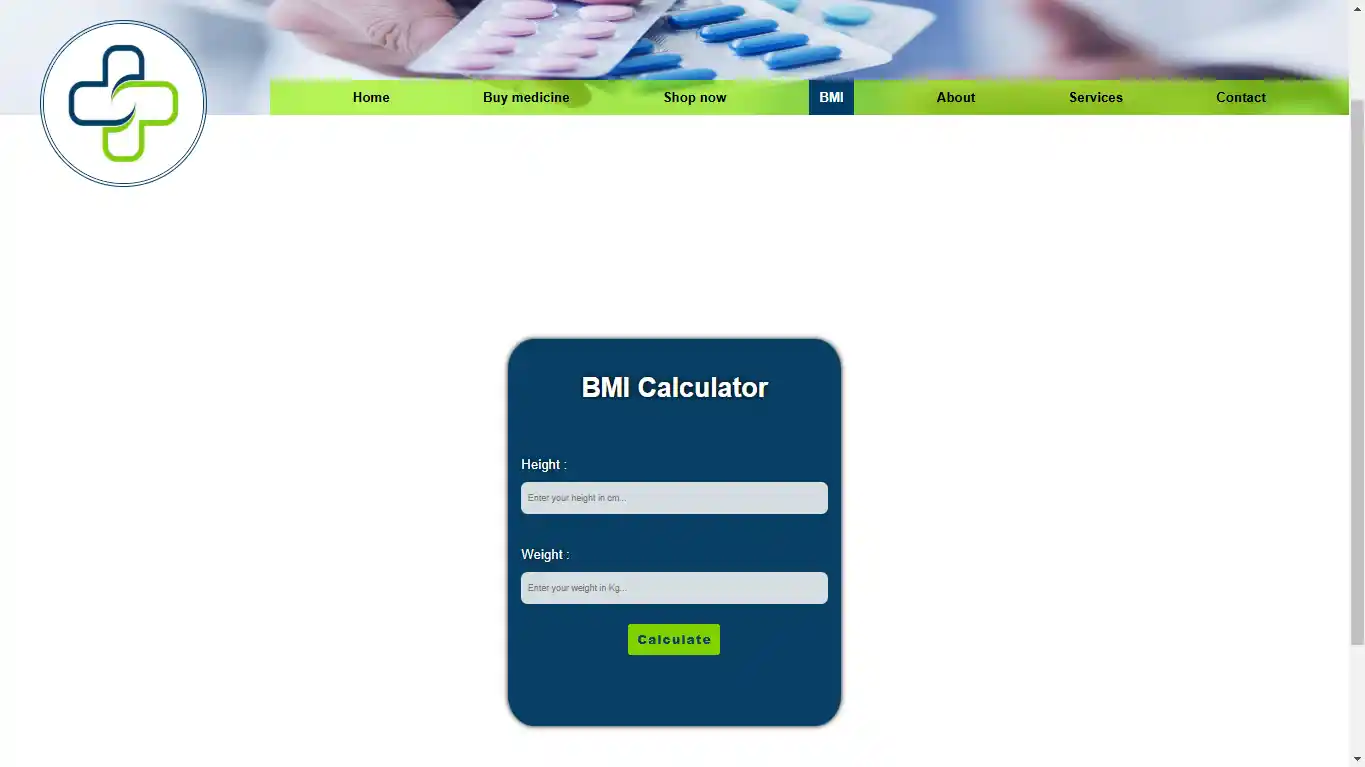 Home Buy medicine Shop now BMI About Services Contact
BMI Calculator
Height :
Enter your height in cm...
Weight :
Enter your weight in Kg...
Calculate